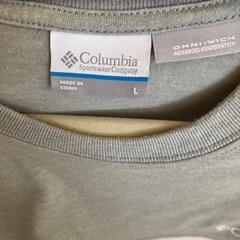 Columbia
Sportswear Company
MADE IN
CHINA
L
OMNI-WICK
ADVANCED EVAPORATION